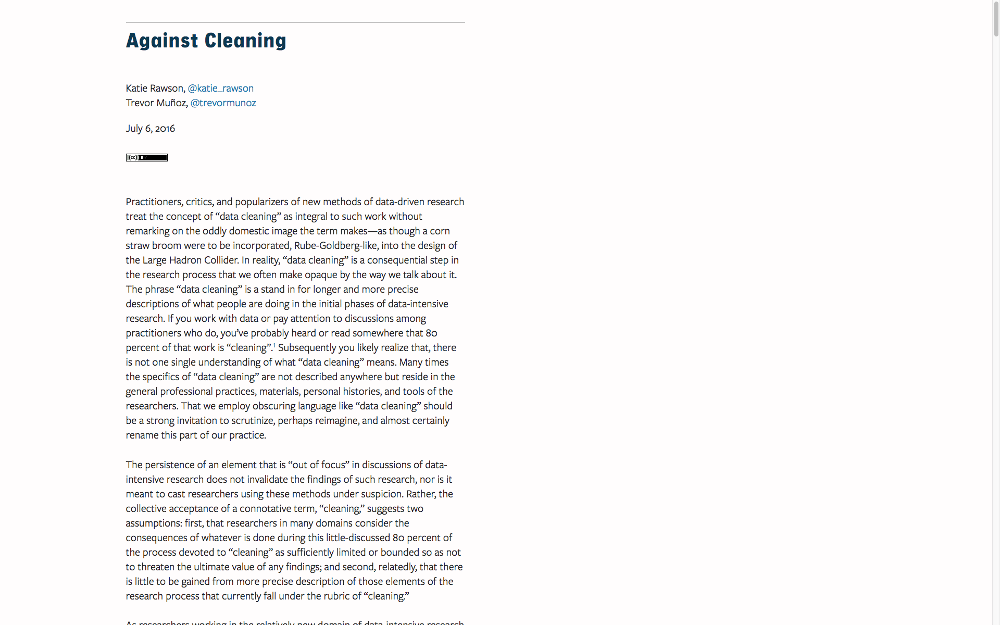 Against Cleaning
Katie Rawson, @katie_rawson
Trevor Muñoz, @trevormunoz
July 6, 2016
(cc) BY
Practitioners, critics, and popularizers of new methods of data-driven research
treat the concept of “data cleaning” as integral to such work without
remarking on the oddly domestic image the term makes—as though a corn
straw broom were to be incorporated, Rube-Goldberg-like, into the design of
the Large Hadron Collider. In reality, “data cleaning” is a consequential step in
the research process that we often make opaque by the way we talk about it.
The phrase “data cleaning” is a stand in for longer and more precise
descriptions of what people are doing in the initial phases of data-intensive
research. If you work with data or pay attention to discussions among
practitioners who do, you’ve probably heard or read somewhere that 80
percent of that work is “cleaning”.1 Subsequently you likely realize that, there
is not one single understanding of what “data cleaning” means. Many times
the specifics of “data cleaning” are not described anywhere but reside in the
general professional practices, materials, personal histories, and tools of the
researchers. That we employ obscuring language like “data cleaning” should
be a strong invitation to scrutinize, perhaps reimagine, and almost certainly
rename this part of our practice.
The persistence of an element that is “out of focus” in discussions of data-
intensive research does not invalidate the findings of such research, nor is it
meant to cast researchers using these methods under suspicion. Rather, the
collective acceptance of a connotative term, “cleaning,” suggests two
assumptions: first, that researchers in many domains consider the
consequences of whatever is done during this little-discussed 80 percent of
the process devoted to “cleaning” as sufficiently limited or bounded so as not
to threaten the ultimate value of any findings; and second, relatedly, that there
is little to be gained from more precise description of those elements of the
research process that currently fall under the rubric of “cleaning.”
As researchers working in the relatively new domain of data-intensive research